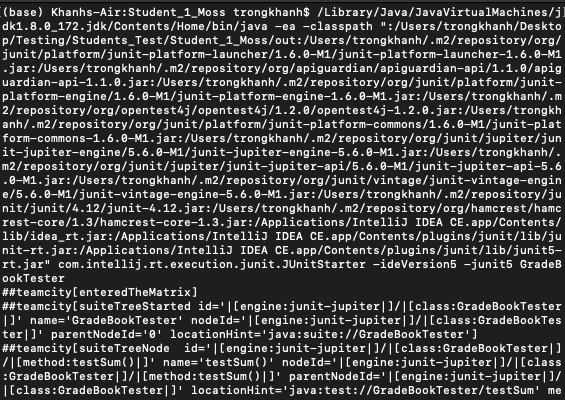 (base) Khanhs-Air:Student_1_Moss trongkhanh$ /Library/Java/JavaVirtualMachines/j
dk1.8.0_172.jdk/Contents/Home/bin/java -ea -classpath ":/Users/trongkhanh/Deskto
p/Testing/Students_Test/Student_1_Moss/out:/Users/trongkhanh/.m2/repository/org/
junit/platform/junit-platform-launcher/1.6.0-M1/junit-platform-launcher-1.6.0-M1
.jar:/Users/trongkhanh/.m2/repository/org/apiguardian/apiguardian-api/1.1.0/apig
uardian-api-1.1.0.jar:/Users/trongkhanh/.m2/repository/org/junit/platform/junit-
platform-engine/1.6.0-M1/junit-platform-engine-1.6.0-M1.jar:/Users/trongkhanh/.m
2/repository/org/opentest4j/opentest4j/1.2.0/opentest4j-1.2.0.jar:/Users/trongkh
anh/.m2/repository/org/junit/platform/junit-platform-commons/1.6.0-M1/junit-plat
form-commons-1.6.0-M1.jar:/Users/trongkhanh/.m2/repository/org/junit/jupiter/jun
it-jupiter-engine/5.6.0-M1/junit-jupiter-engine-5.6.0-M1.jar:/Users/trongkhanh/.
m2/repository/org/junit/jupiter/junit-jupiter-api/5.6.0-M1/junit-jupiter-api-5.6
.0-M1.jar:/Users/trongkhanh/.m2/repository/org/junit/vintage/junit-vintage-engin
e/5.6.0-M1/junit-vintage-engine-5.6.0-M1.jar:/Users/trongkhanh/.m2/repository/ju
nit/junit/4.12/junit-4.12.jar:/Users/trongkhanh/.m2/repository/org/hamcrest/hamc
rest-core/1.3/hamcrest-core-1.3.jar:/Applications/IntelliJ IDEA CE.app/Contents/
lib/idea_rt.jar:/Applications/IntelliJ IDEA CE.app/Contents/plugins/junit/lib/ju
nit-rt.jar:/Applications/IntelliJ IDEA CE.app/Contents/plugins/junit/lib/junit5-
rt.jar" com.intellij.rt.execution.junit.JUnitStarter -ideVersion5 -junit5 GradeB
ookTester
##teamcity[enteredTheMatrix]
##teamcity[suiteTreeStarted id='|[engine:junit-jupiter|]/|[class:GradeBookTester
|]' name='GradeBookTester' nodeId='|[engine:junit-jupiter|]/|[class:GradeBookTes
ter|]' parentNodeId='0' locationHint='java:suite://GradeBookTester']
##teamcity[suiteTreeNode  id='|[engine:junit-jupiter|]/|[class:GradeBookTester|]
/|[method:testSum()|]' name='testSum()' nodeId='|[engine:junit-jupiter|]/|[class
:GradeBookTester|]/|[method:testSum()|]' parentNodeId='|[engine:junit-jupiter|]/
|[class:GradeBookTester|]' locationHint='java:test://GradeBookTester/testSum' me